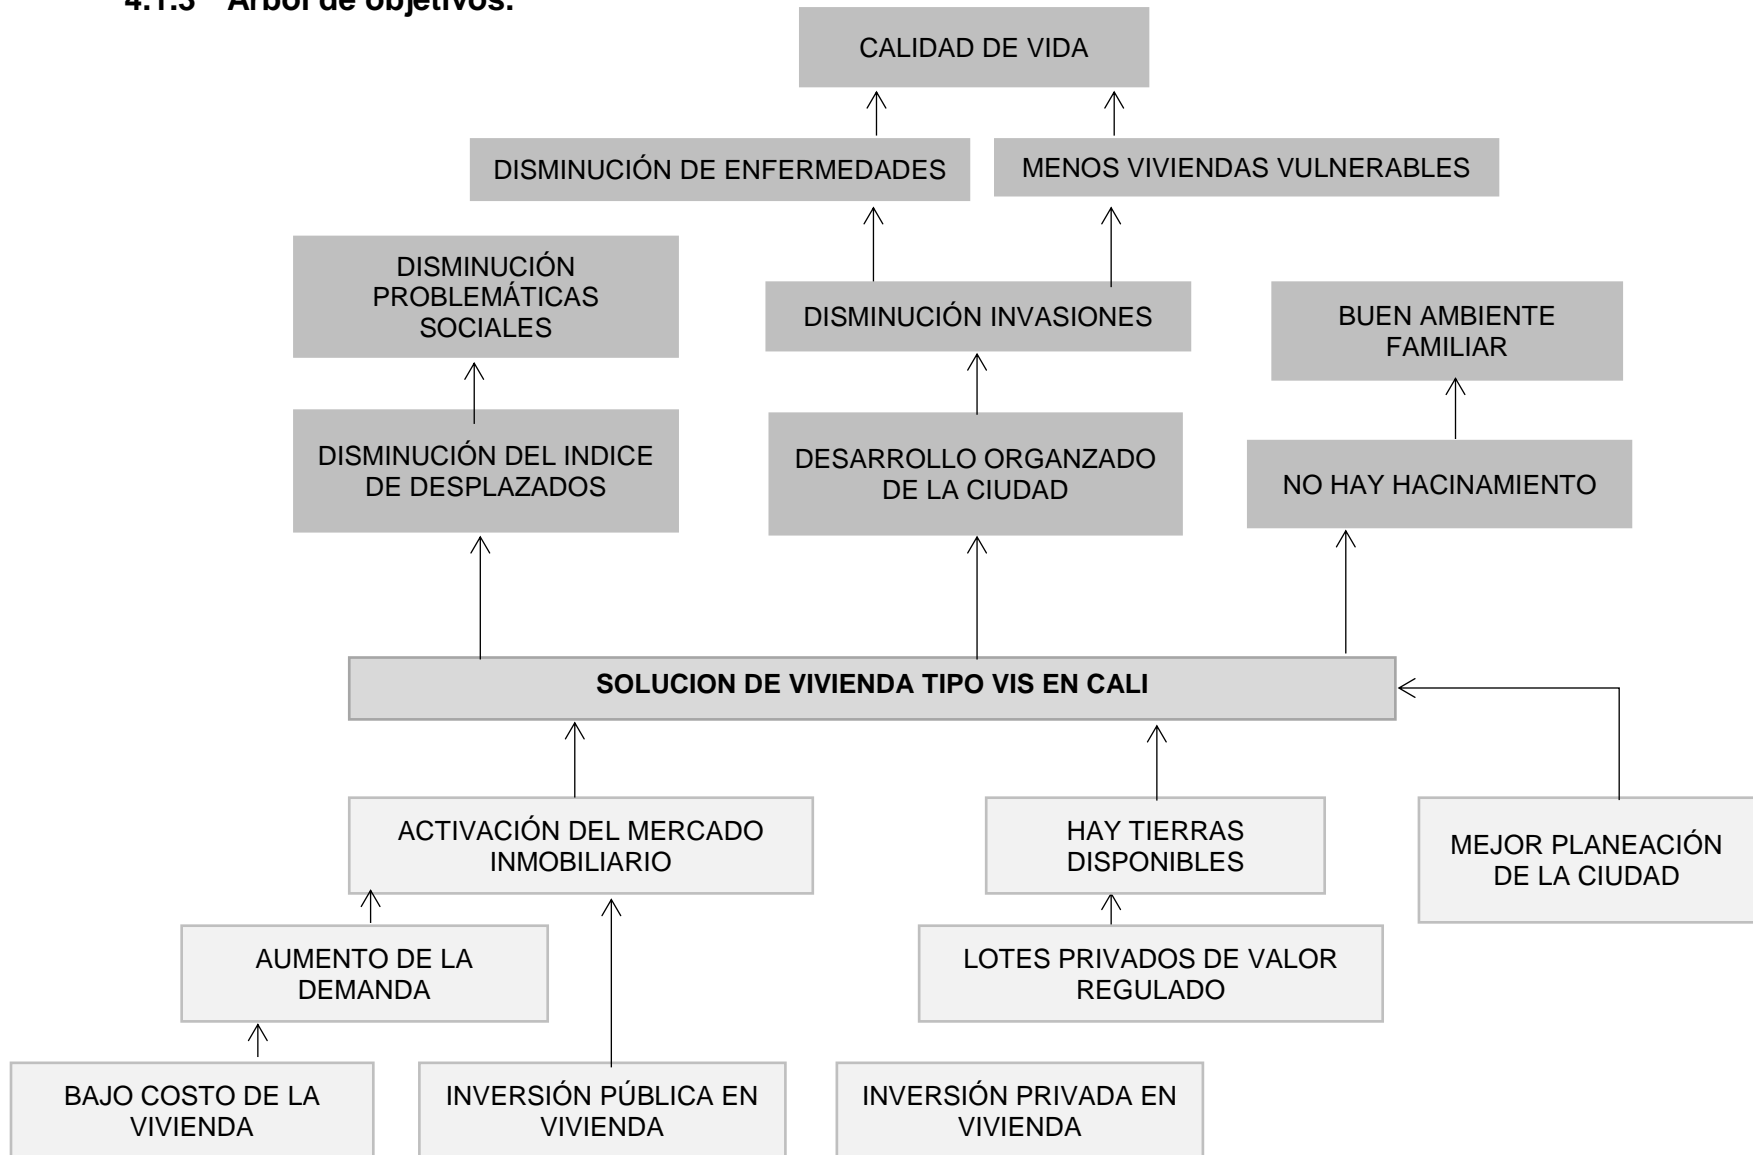 4.1.3 Árbol de objetivos.
CALIDAD DE VIDA
DISMINUCIÓN DE ENFERMEDADES
MENOS VIVIENDAS VULNERABLES
DISMINUCIÓN
PROBLEMÁTICAS
SOCIALES
DISMINUCIÓN INVASIONES
BUEN AMBIENTE
FAMILIAR
DISMINUCIÓN DEL INDICE
DE DESPLAZADOS
DESARROLLO ORGANZADO
DE LA CIUDAD
NO HAY HACINAMIENTO
SOLUCION DE VIVIENDA TIPO VIS EN CALI
ACTIVACIÓN DEL MERCADO
INMOBILIARIO
HAY TIERRAS
DISPONIBLES
MEJOR PLANEACIÓN
DE LA CIUDAD
AUMENTO DE LA
DEMANDA
LOTES PRIVADOS DE VALOR
REGULADO
BAJO COSTO DE LA
VIVIENDA
INVERSIÓN PÚBLICA EN
VIVIENDA
INVERSIÓN PRIVADA EN
VIVIENDA